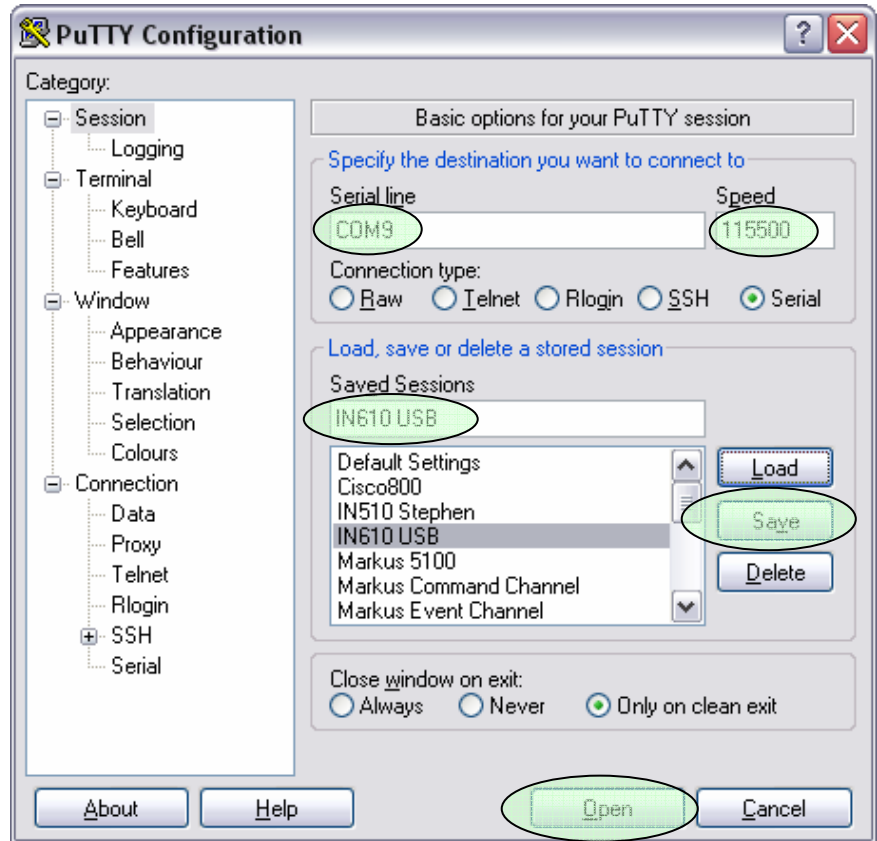 PuTTY Configuration
Category:
Session
Logging
Terminal
Keyboard
Bell
Features
Window
Appearance
Behaviour
Translation
Selection
Colours
Connection
Data
Proxy
Telnet
Rlogin
SSH
Serial
Basic options for your PuTTY session
Specify the destination you want to connect to
Serial line Speed
COM9 115500
Connection type:
Raw Telnet Rlogin SSH Serial
Load, save or delete a stored session
Saved Sessions
IN610 USB
Default Settings
Cisco800
IN510 Stephen
IN610 USB
Markus 5100
Markus Command Channel
Markus Event Channel
Load
Save
Delete
Close window on exit:
Always Never Only on clean exit
About Help Open Cancel